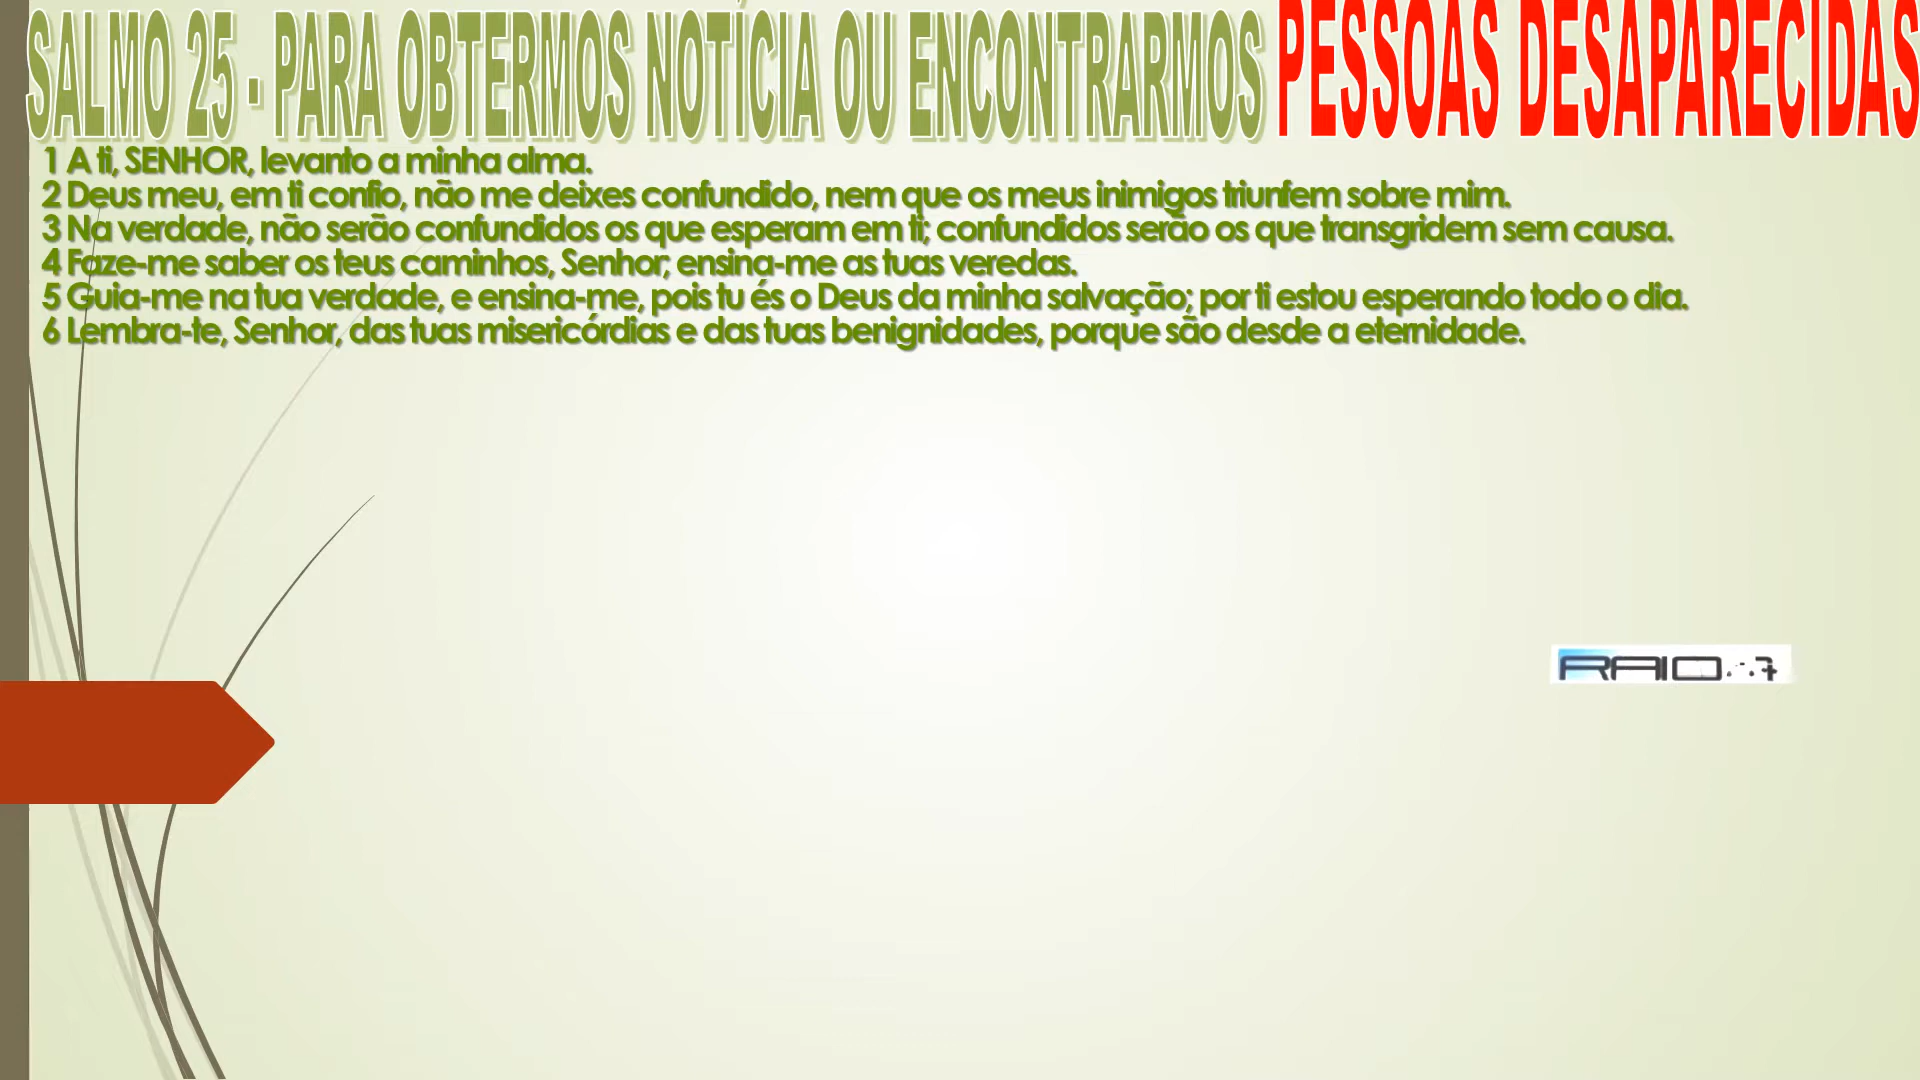 SALMO 25 - PARA OBTERMOS NOTÍCIA OU ENCONTRARMOS PESSOAS DESAPARECIDAS
1 A ti, SENHOR, levanto a minha alma.
2 Deus meu, em ti confio, não me deixes confundido, nem que os meus inimigos triunfem sobre mim.
3 Na verdade, não serão confundidos os que esperam em ti; confundidos serão os que transgridem sem causa.
4 Faze-me saber os teus caminhos, Senhor; ensina-me as tuas veredas.
5 Guia-me na tua verdade, e ensina-me, pois tu és o Deus da minha salvação; por ti estou esperando todo o dia.
6 Lembra-te, Senhor, das tuas misericórdias e das tuas benignidades, porque são desde a eternidade.
RAIO